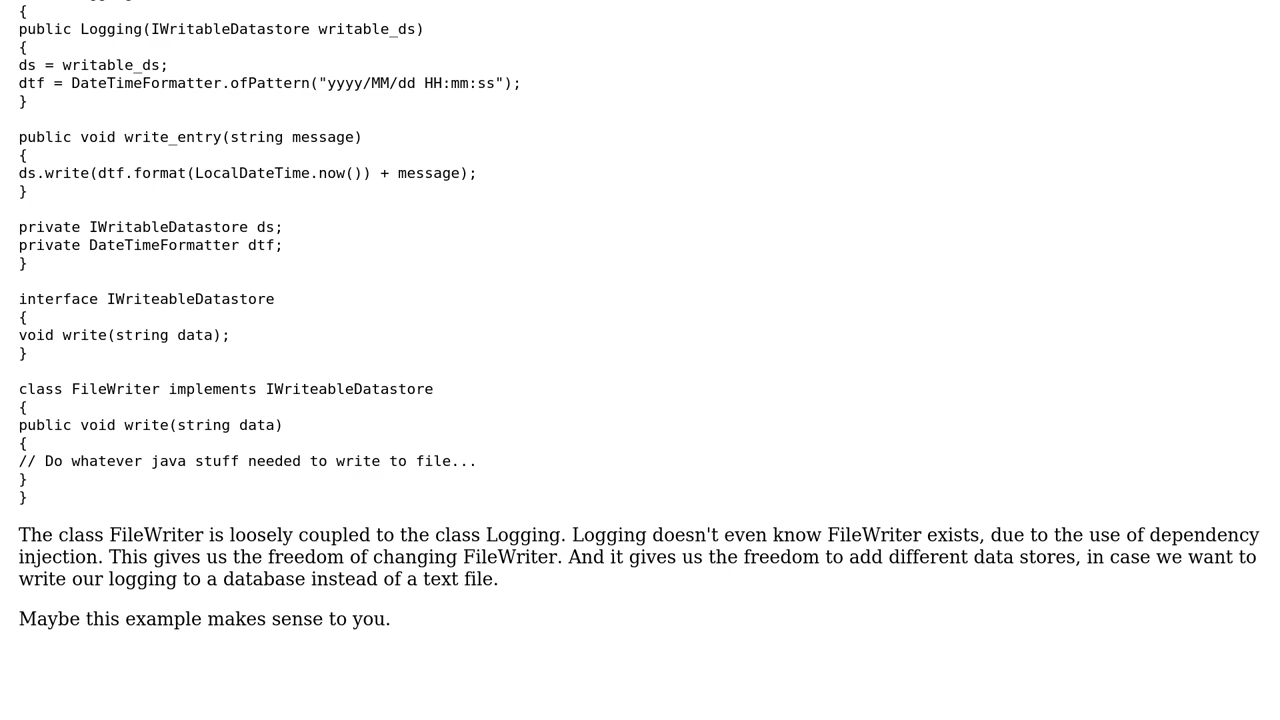 {
public Logging(IWritableDatastore writable_ds)
{
ds = writable_ds;
dtf = DateTimeFormatter.ofPattern("yyyy/MM/dd HH:mm:ss");
}
public void write_entry(string message)
{
ds.write(dtf.format(LocalDateTime.now()) + message);
}
private IWritableDatastore ds;
private DateTimeFormatter dtf;
}
interface IWriteableDatastore
{
void write(string data);
}
class FileWriter implements IWriteableDatastore
{
public void write(string data)
{
// Do whatever java stuff needed to write to file...
}
}
The class FileWriter is loosely coupled to the class Logging. Logging doesn't even know FileWriter exists, due to the use of dependency
injection. This gives us the freedom of changing FileWriter. And it gives us the freedom to add different data stores, in case we want to
write our logging to a database instead of a text file.
Maybe this example makes sense to you.